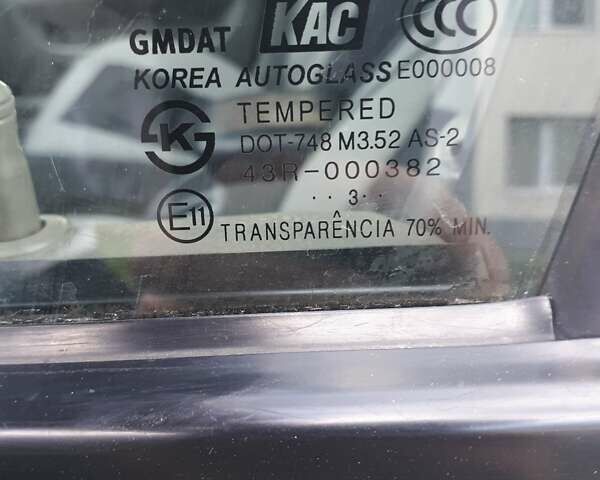 GMDAT KAC CCC
KOREA AUTOGLASS E000008
TEMPERED
K S DOT-748 M3.52 AS-2
43R-000382
·· 3 ··
E11 TRANSPARÊNCIA 70% MIN.